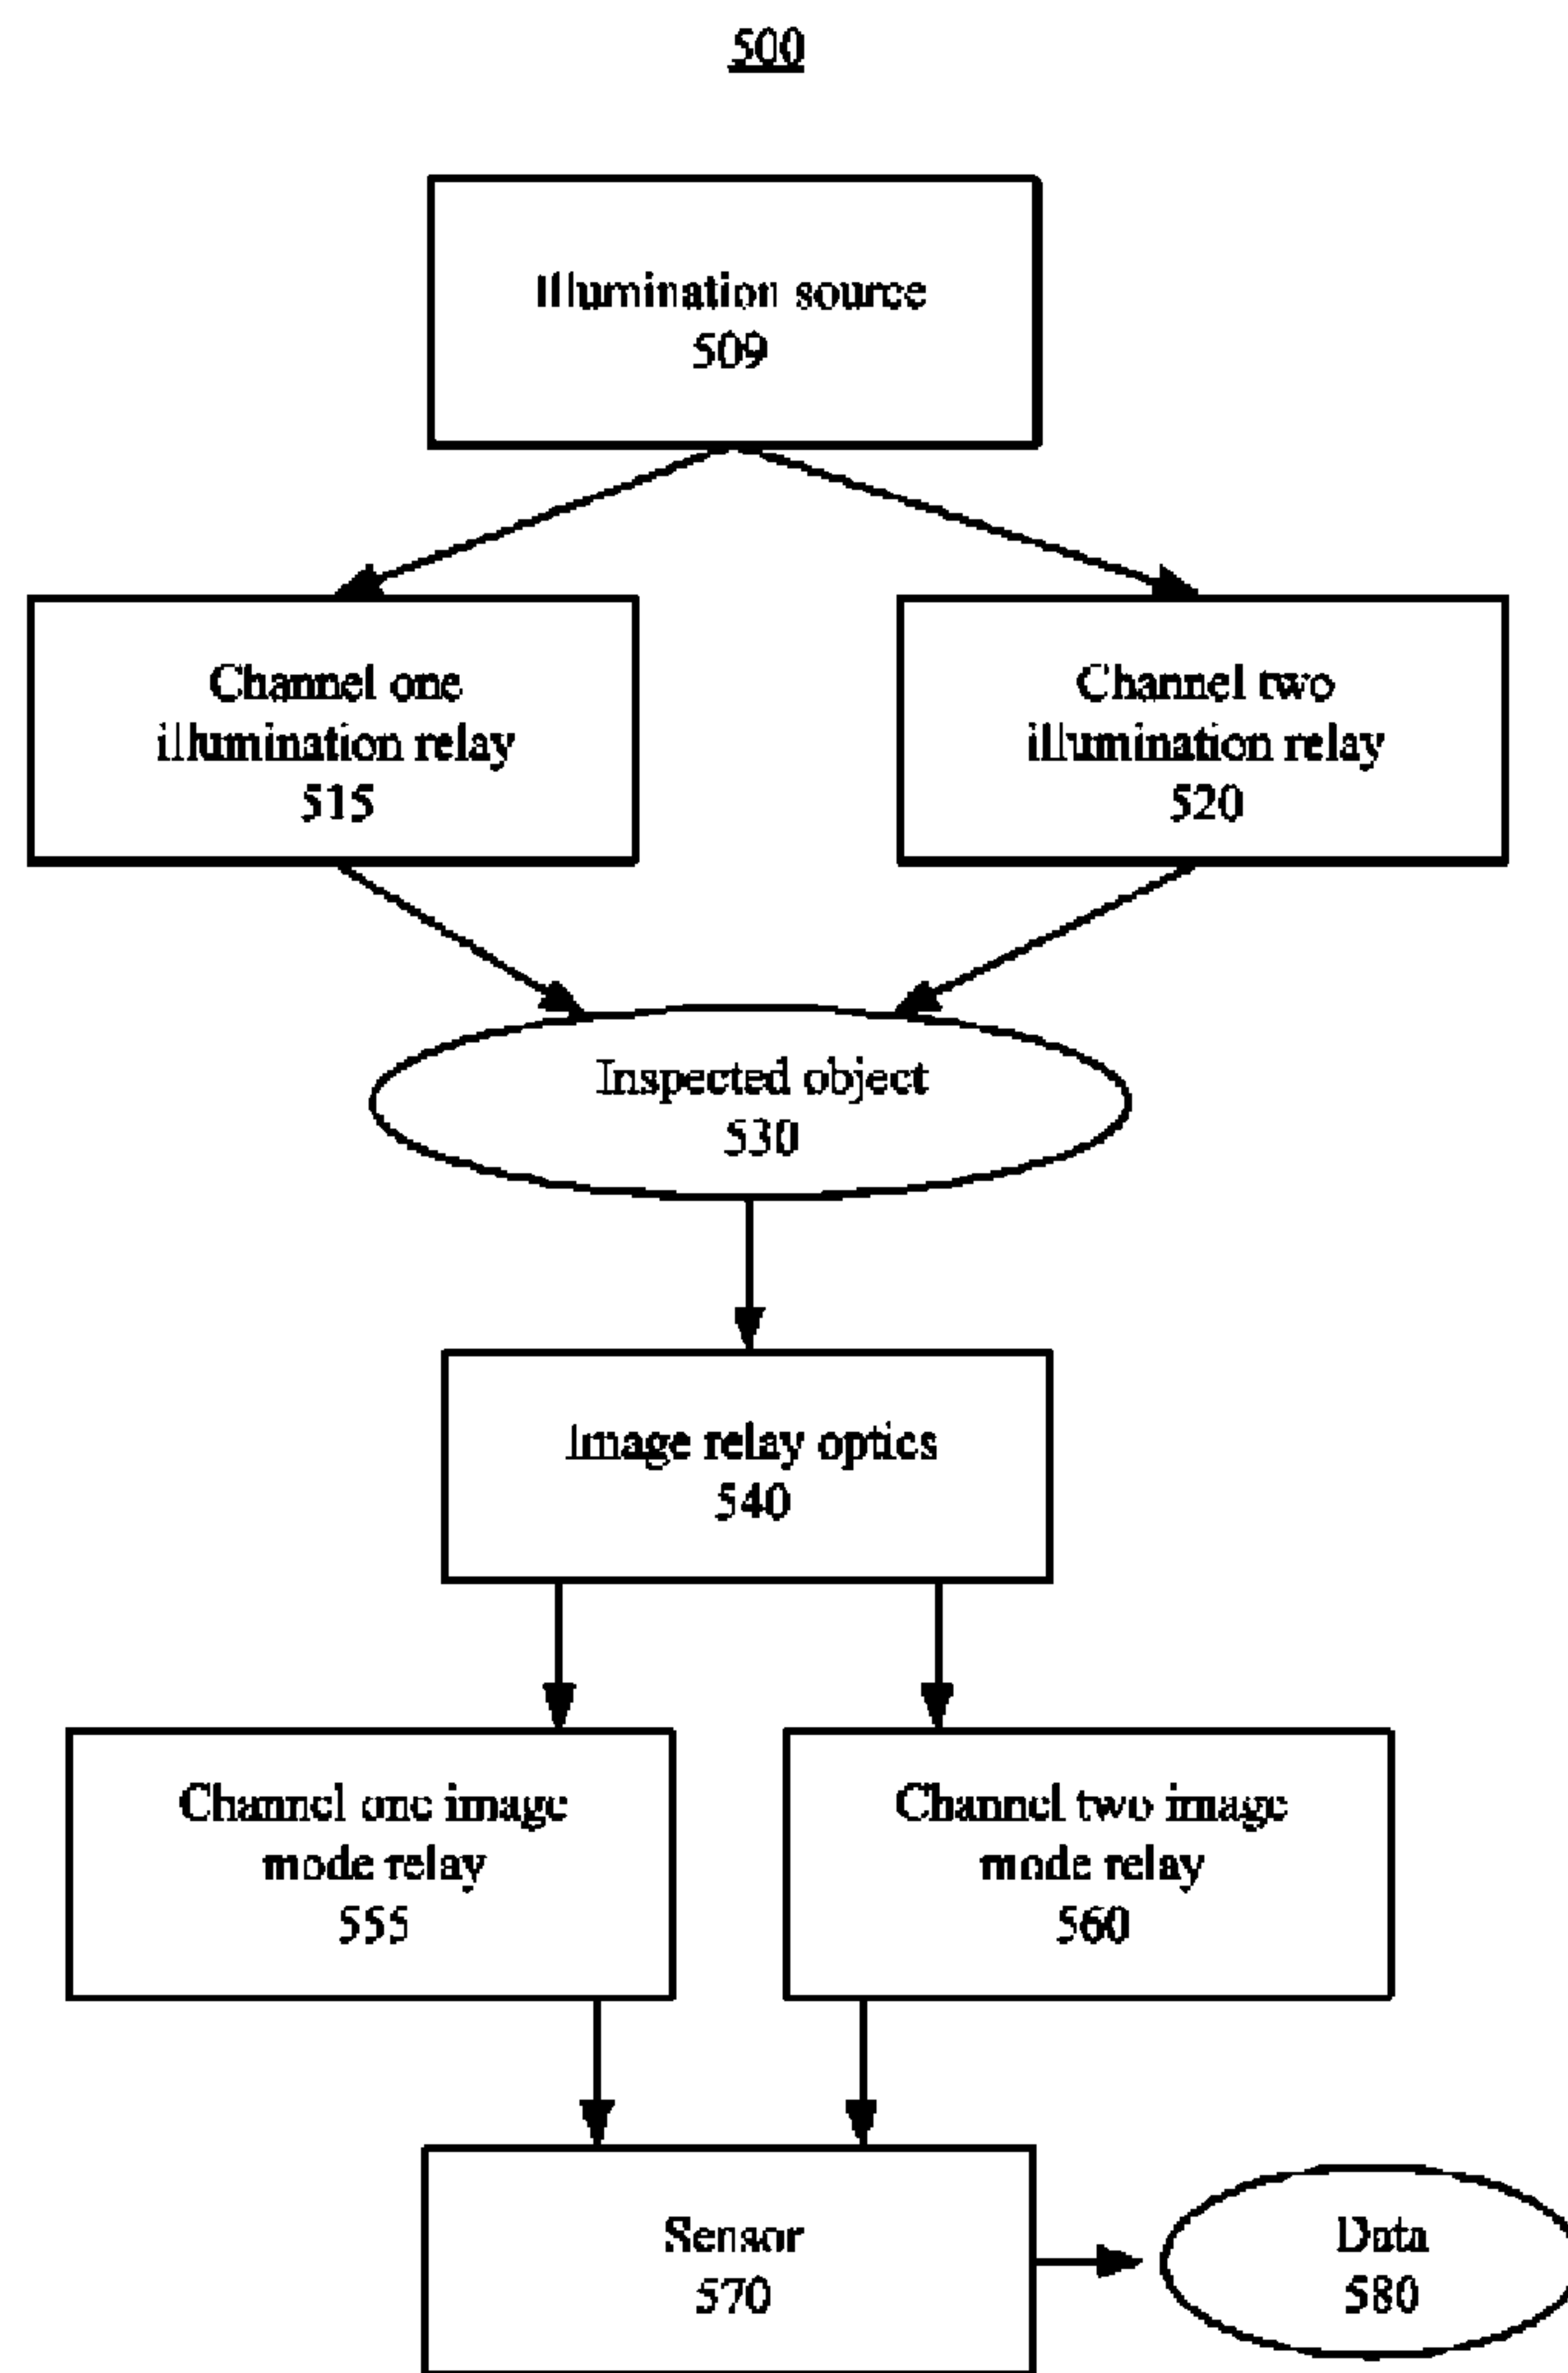 500
Illumination source
509
Channel one
illumination relay
515
Channel two
illumination relay
520
Inspected object
530
Image relay optics
540
Channel one image
mode relay
555
Channel two image
mode relay
560
Sensor
570
Data
580